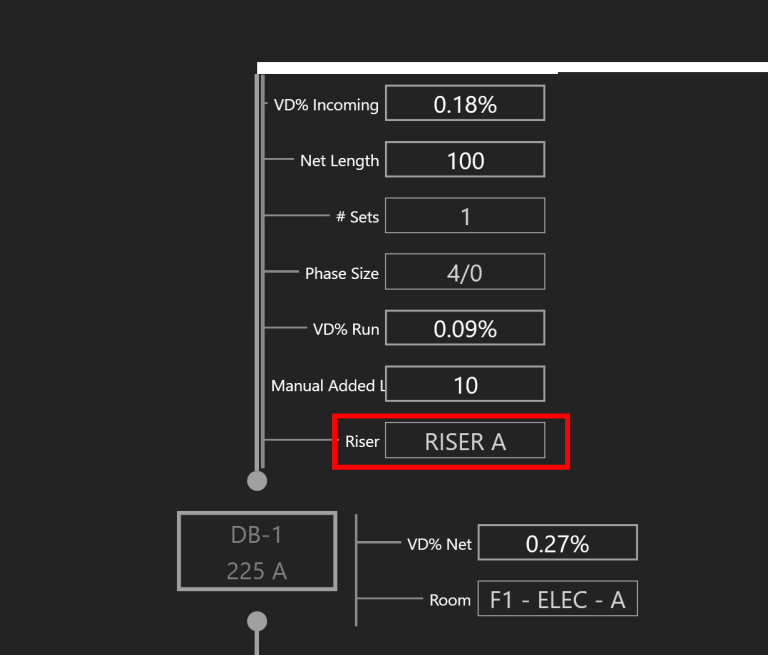 VD% Incoming 0.18%
Net Length 100
# Sets 1
Phase Size 4/0
VD% Run 0.09%
Manual Added L 10
Riser RISER A
DB-1
225 A
VD% Net 0.27%
Room F1 - ELEC - A